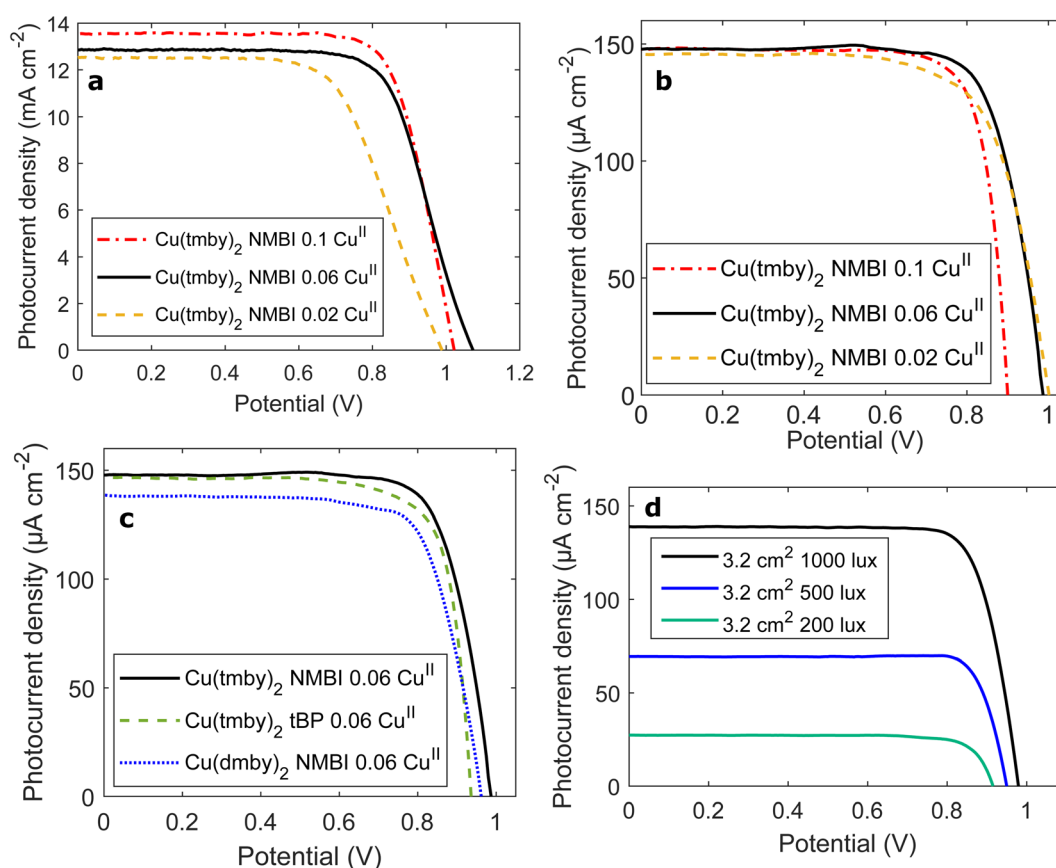 a
Photocurrent density (mA cm⁻²)
14
12
10
8
6
4
2
0
Cu(tmby)₂ NMBI 0.1 Cuᴵᴵ
Cu(tmby)₂ NMBI 0.06 Cuᴵᴵ
Cu(tmby)₂ NMBI 0.02 Cuᴵᴵ
0 0.2 0.4 0.6 0.8 1 1.2
Potential (V)
b
Photocurrent density (µA cm⁻²)
150
100
50
0
Cu(tmby)₂ NMBI 0.1 Cuᴵᴵ
Cu(tmby)₂ NMBI 0.06 Cuᴵᴵ
Cu(tmby)₂ NMBI 0.02 Cuᴵᴵ
0 0.2 0.4 0.6 0.8 1
Potential (V)
c
Photocurrent density (µA cm⁻²)
150
100
50
0
Cu(tmby)₂ NMBI 0.06 Cuᴵᴵ
Cu(tmby)₂ tBP 0.06 Cuᴵᴵ
Cu(dmby)₂ NMBI 0.06 Cuᴵᴵ
0 0.2 0.4 0.6 0.8 1
Potential (V)
d
Photocurrent density (µA cm⁻²)
150
100
50
0
3.2 cm² 1000 lux
3.2 cm² 500 lux
3.2 cm² 200 lux
0 0.2 0.4 0.6 0.8 1
Potential (V)